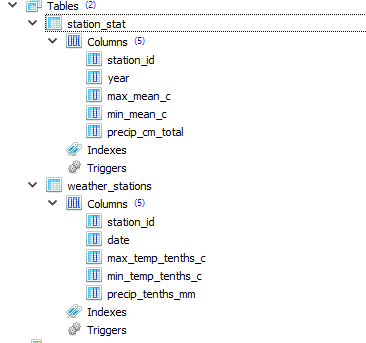 Tables (2)
station_stat
Columns (5)
station_id
year
max_mean_c
min_mean_c
precip_cm_total
Indexes
Triggers
weather_stations
Columns (5)
station_id
date
max_temp_tenths_c
min_temp_tenths_c
precip_tenths_mm
Indexes
Triggers